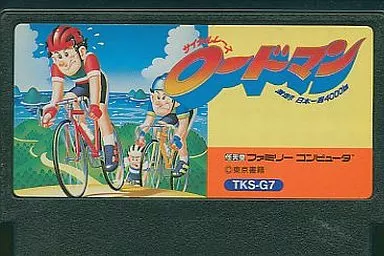 サイクルレース
ロードマン
激走!! 日本一周4000km
ファミリー コンピュータ
©東京書籍
TKS-G7